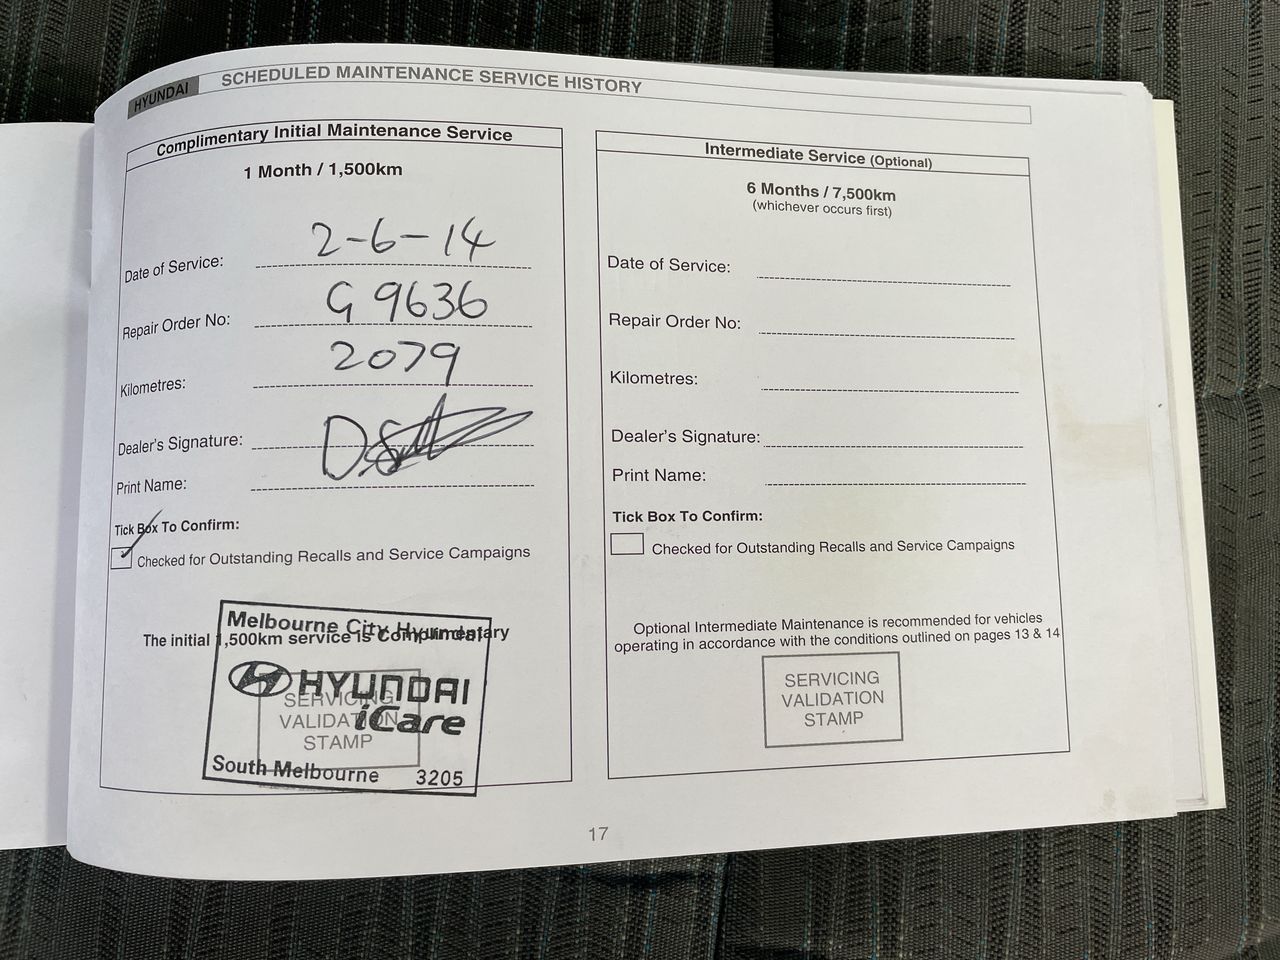 HYUNDAI SCHEDULED MAINTENANCE SERVICE HISTORY
Complimentary Initial Maintenance Service
1 Month / 1,500km
Date of Service: 2-6-14
Repair Order No: G 9636
Kilometres: 2079
Dealer's Signature:
Print Name:
Tick Box To Confirm:
Checked for Outstanding Recalls and Service Campaigns
The initial 1,500km service is Complimentary
Melbourne City Hyundai
HYUNDAI
iCare
SERVICING
VALIDATION
STAMP
South Melbourne 3205
Intermediate Service (Optional)
6 Months / 7,500km
(whichever occurs first)
Date of Service:
Repair Order No:
Kilometres:
Dealer's Signature:
Print Name:
Tick Box To Confirm:
Checked for Outstanding Recalls and Service Campaigns
Optional Intermediate Maintenance is recommended for vehicles
operating in accordance with the conditions outlined on pages 13 & 14
SERVICING
VALIDATION
STAMP
17